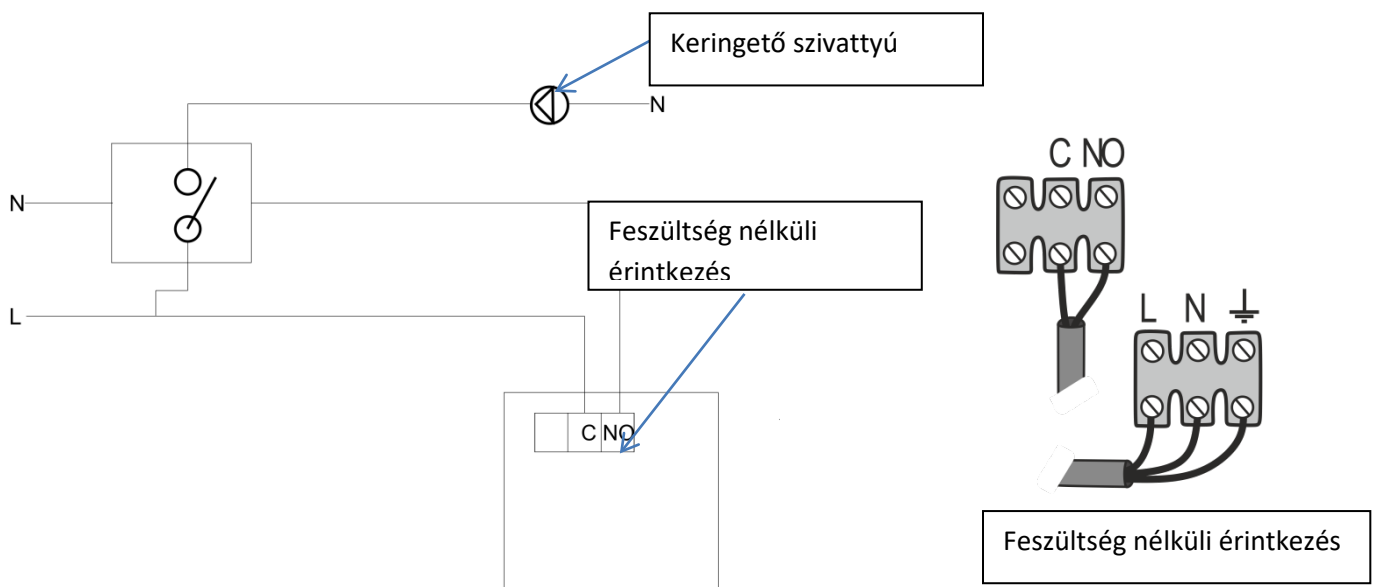 Keringető szivattyú
N
N
Feszültség nélküli
érintkezés
L
C NO
C NO
L N
Feszültség nélküli érintkezés